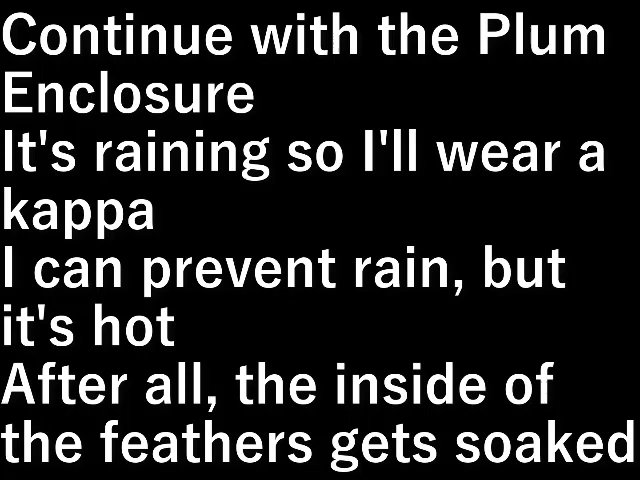 Continue with the Plum
Enclosure
It's raining so I'll wear a
kappa
I can prevent rain, but
it's hot
After all, the inside of
the feathers gets soaked